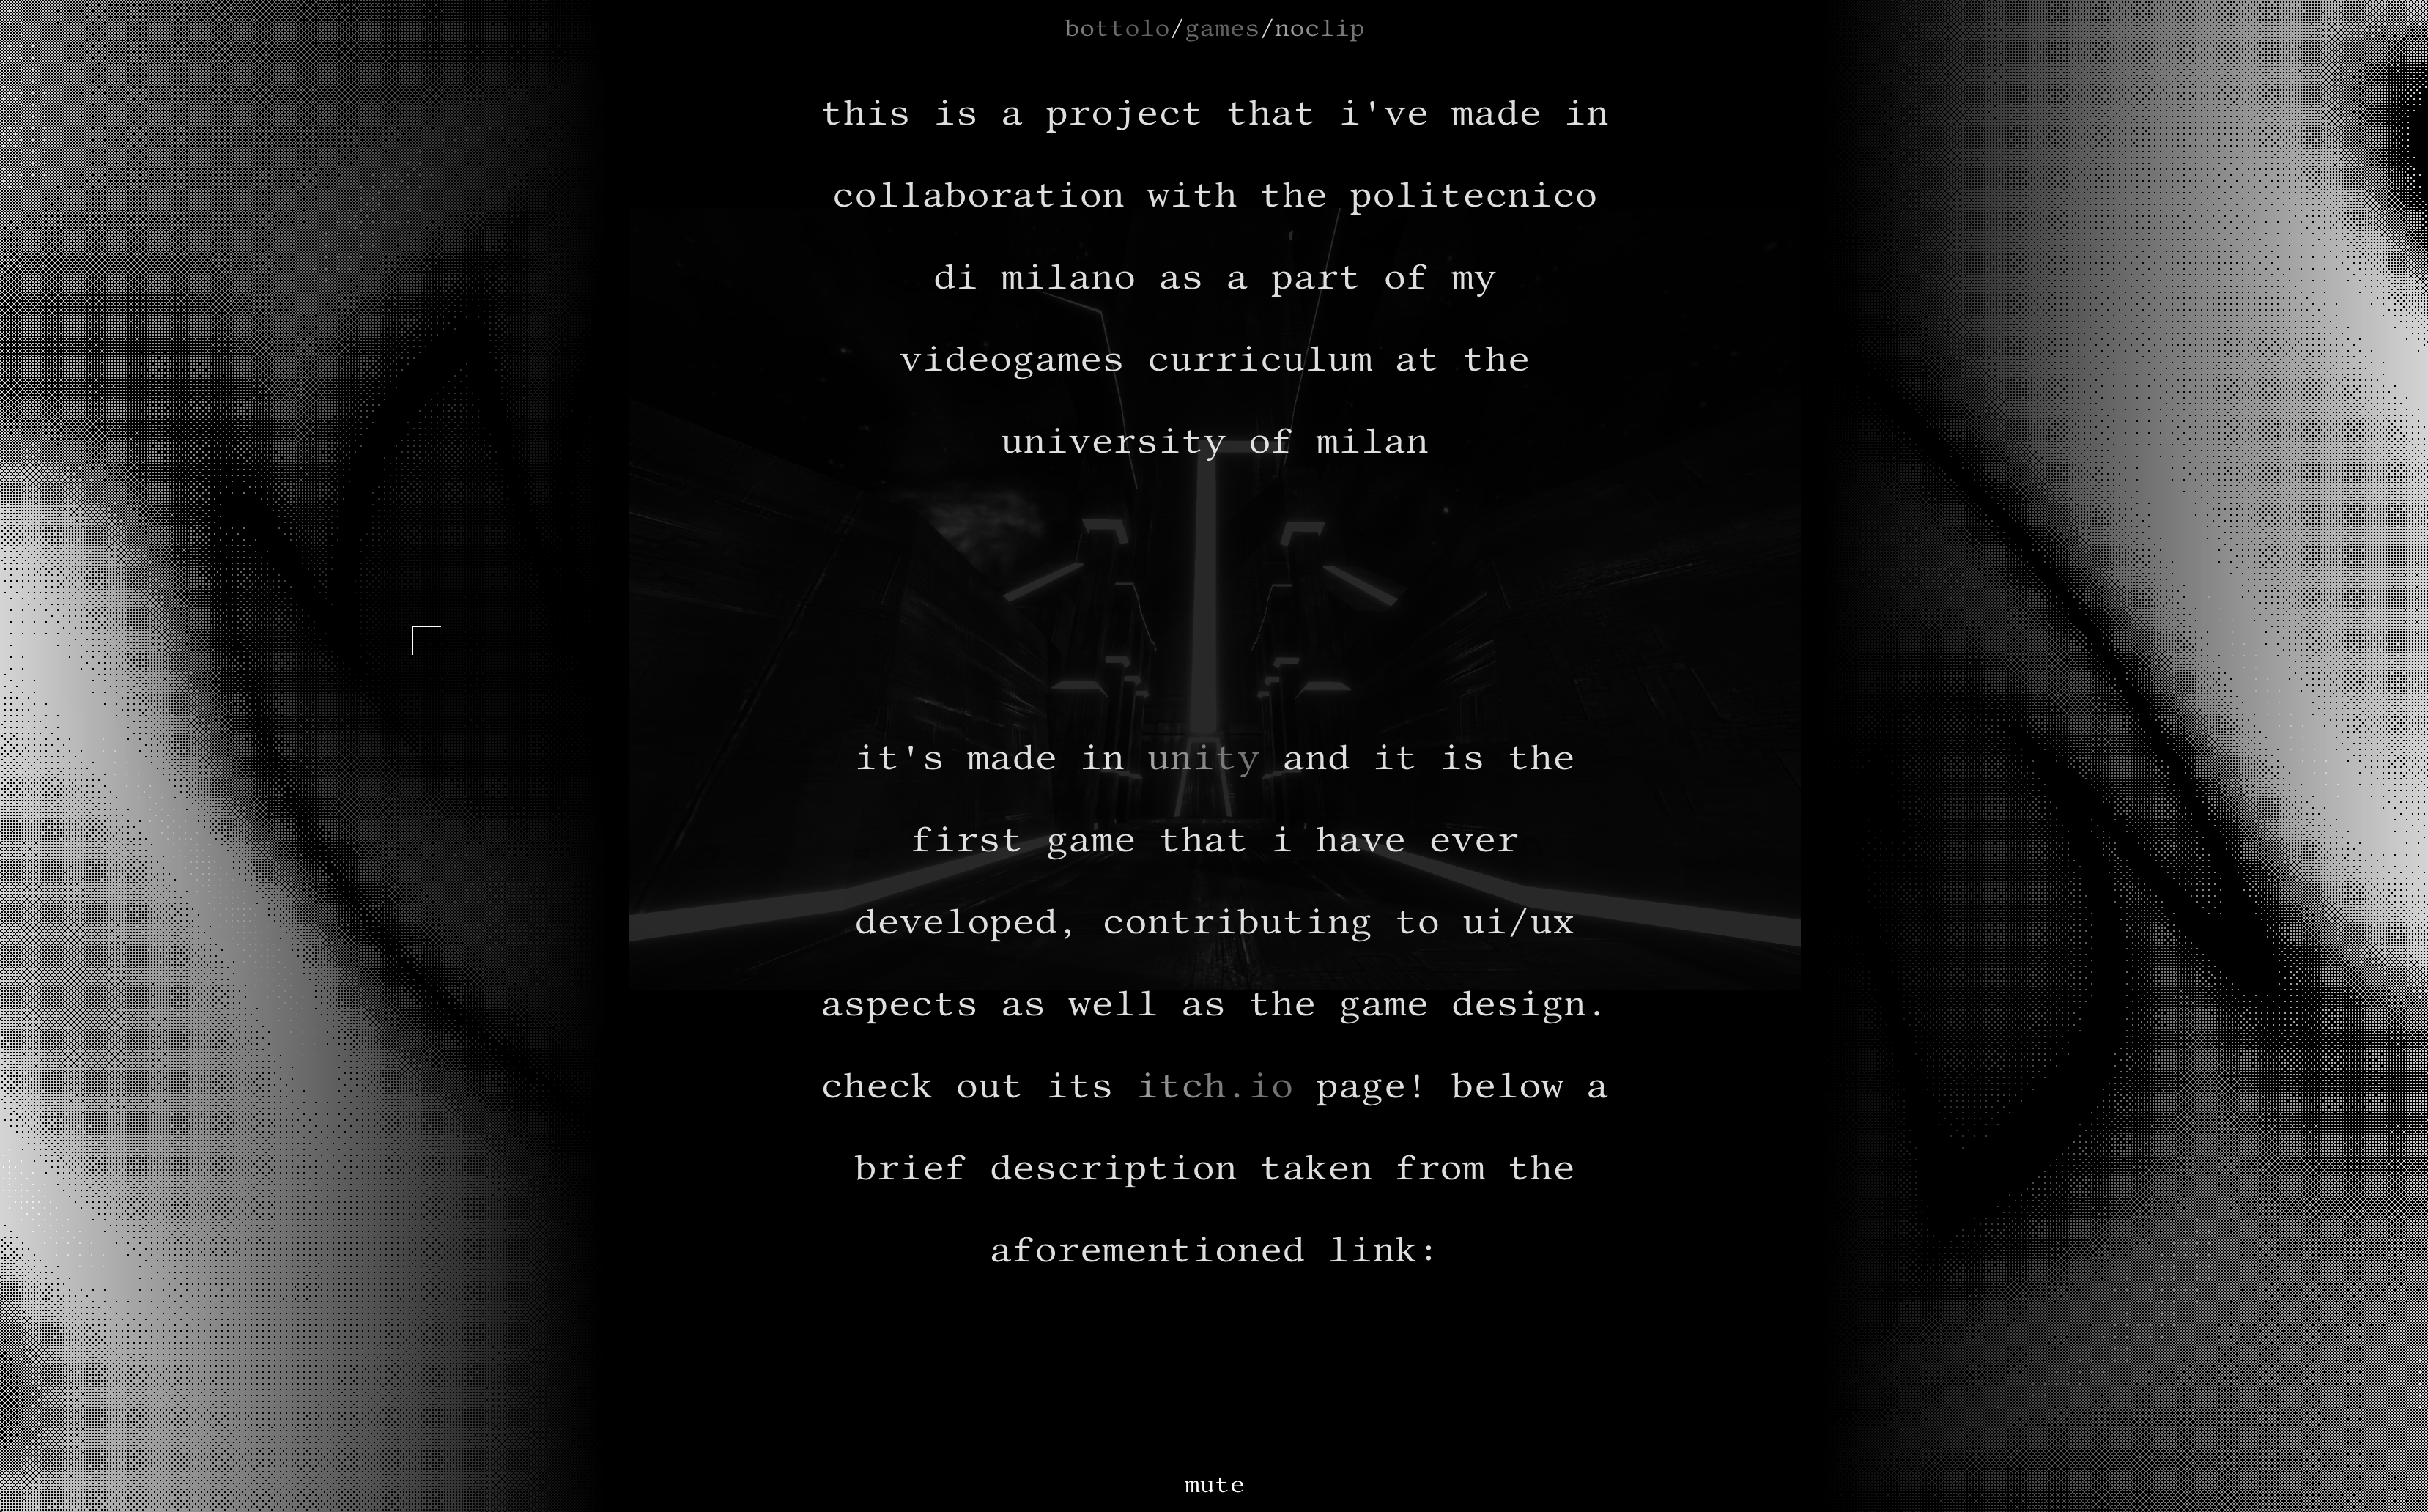 bottolo/games/noclip
this is a project that i've made in
collaboration with the politecnico
di milano as a part of my
videogames curriculum at the
university of milan
it's made in unity and it is the
first game that i have ever
developed, contributing to ui/ux
aspects as well as the game design.
check out its itch.io page! below a
brief description taken from the
aforementioned link:
mute